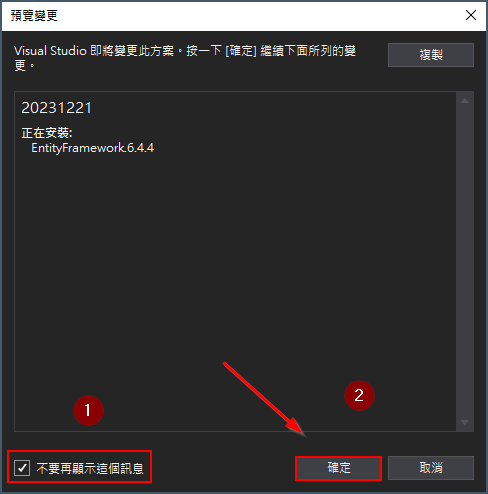 預覽變更
Visual Studio 即將變更此方案。按一下 [確定] 繼續下面所列的變
更。
複製
20231221
正在安裝:
EntityFramework.6.4.4
1
2
不要再顯示這個訊息
確定
取消